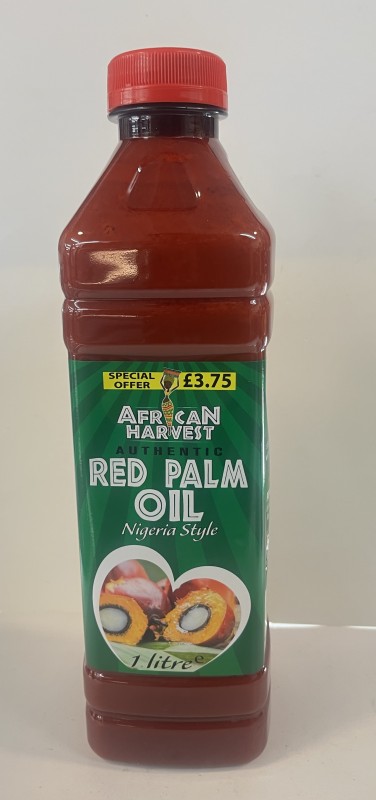 SPECIAL OFFER £3.75
AFRICAN
HARVEST
AUTHENTIC
RED PALM
OIL
Nigeria Style
1 litre e